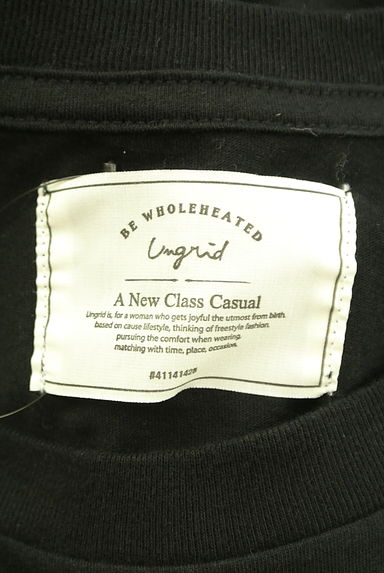 BE WHOLEHEATED
Ungrid
A New Class Casual
Ungrid is, for a woman who gets joyful the utmost from birth.
based on cause lifestyle, thinking of freestyle fashion.
pursuing the comfort when wearing.
matching with time, place, occasion.
#4114142#